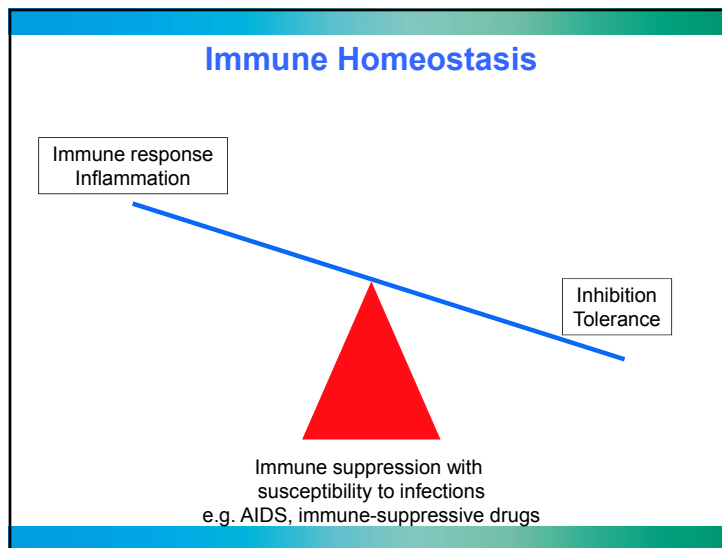 Immune Homeostasis
Immune response
Inflammation
Inhibition
Tolerance
Immune suppression with
susceptibility to infections
e.g. AIDS, immune-suppressive drugs